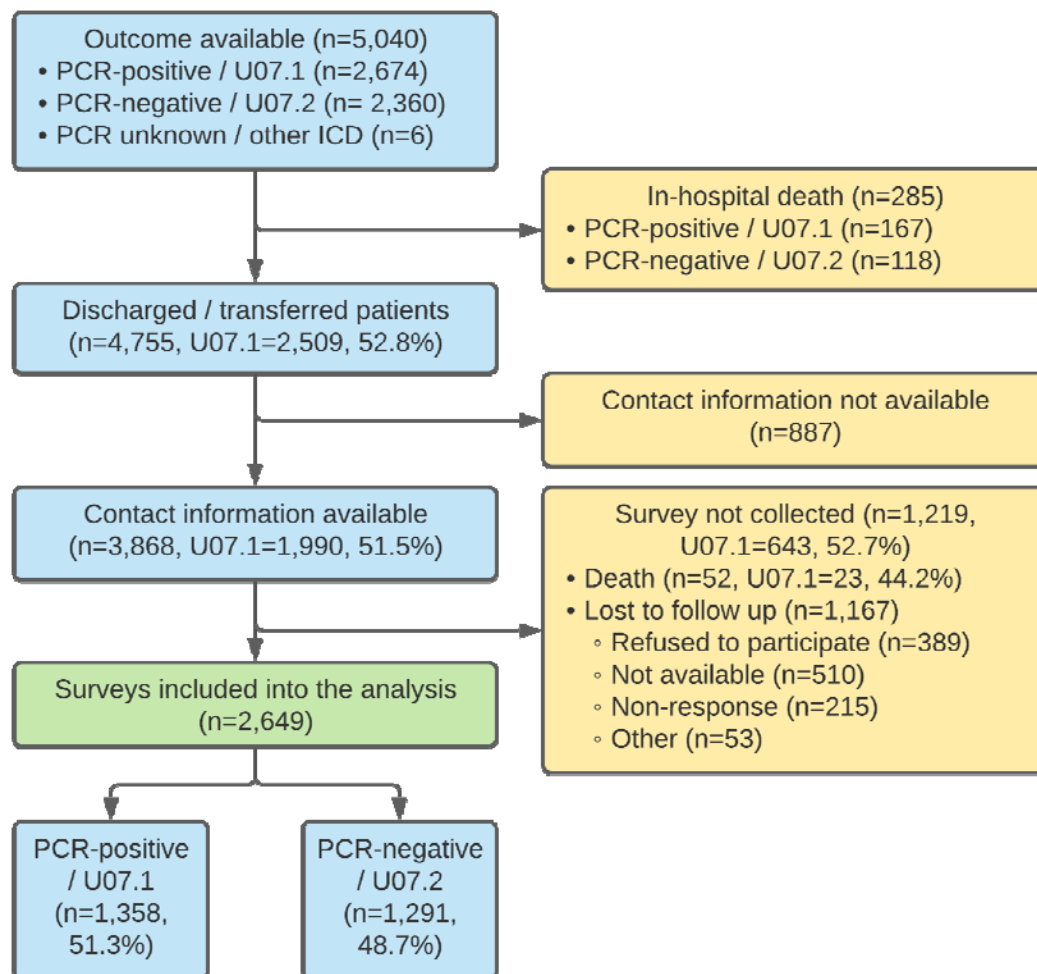 Outcome available (n=5,040)
• PCR-positive / U07.1 (n=2,674)
• PCR-negative / U07.2 (n= 2,360)
• PCR unknown / other ICD (n=6)
In-hospital death (n=285)
• PCR-positive / U07.1 (n=167)
• PCR-negative / U07.2 (n=118)
Discharged / transferred patients
(n=4,755, U07.1=2,509, 52.8%)
Contact information not available
(n=887)
Contact information available
(n=3,868, U07.1=1,990, 51.5%)
Survey not collected (n=1,219,
U07.1=643, 52.7%)
• Death (n=52, U07.1=23, 44.2%)
• Lost to follow up (n=1,167)
◦ Refused to participate (n=389)
◦ Not available (n=510)
◦ Non-response (n=215)
◦ Other (n=53)
Surveys included into the analysis
(n=2,649)
PCR-positive
/ U07.1
(n=1,358,
51.3%)
PCR-negative
/ U07.2
(n=1,291,
48.7%)